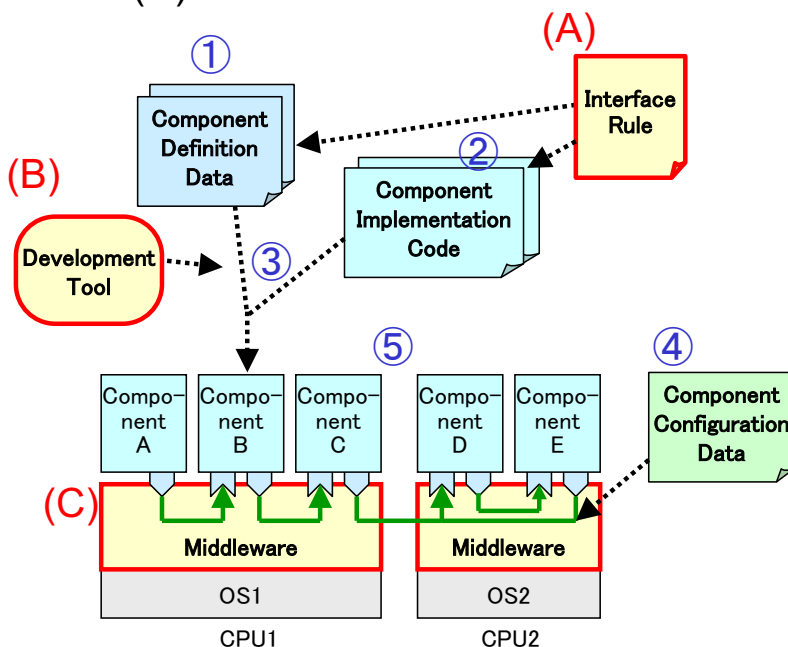 (A)
①
Interface
Rule
Component
Definition
Data
②
(B)
Component
Implementation
Code
Development
Tool
③
⑤
④
Compo-
nent
A
Compo-
nent
B
Compo-
nent
C
Compo-
nent
D
Compo-
nent
E
Component
Configuration
Data
(C)
Middleware
Middleware
OS1
OS2
CPU1
CPU2